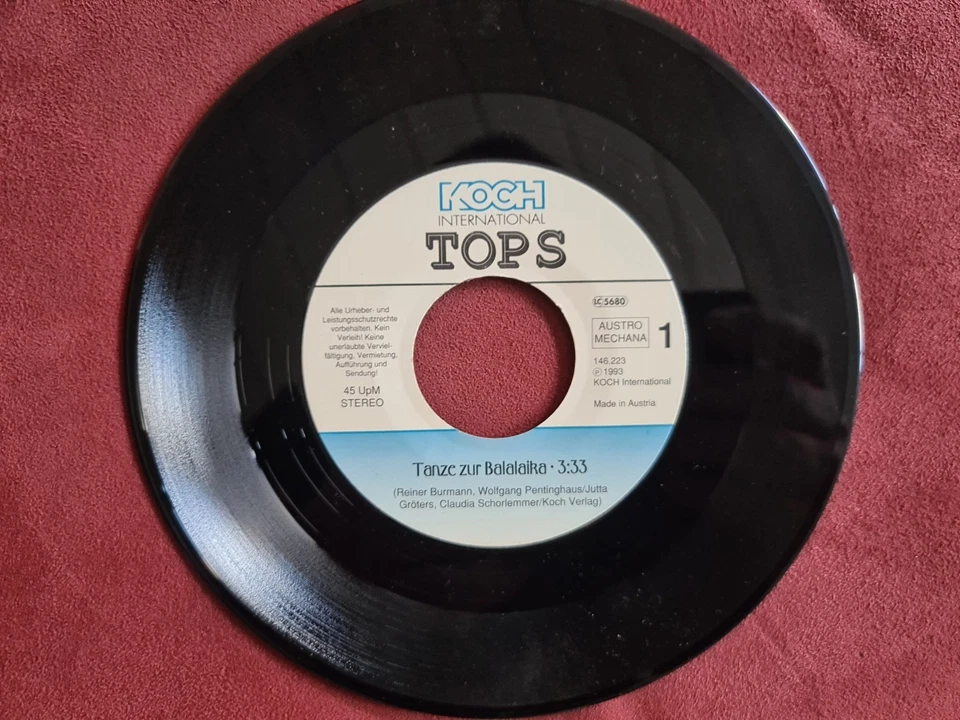 KOCH
INTERNATIONAL
TOPS
Alle Urheber- und
Leistungsschutzrechte
vorbehalten. Kein
Verleih! Keine
unerlaubte Verviel-
fältigung, Vermietung,
Aufführung und
Sendung!
45 UpM
STEREO
LC 5680
AUSTRO
MECHANA
1
146.223
℗ 1993
KOCH International
Made in Austria
Tanze zur Balalaika · 3:33
(Reiner Burmann, Wolfgang Pentinghaus/Jutta
Gröters, Claudia Schorlemmer/Koch Verlag)